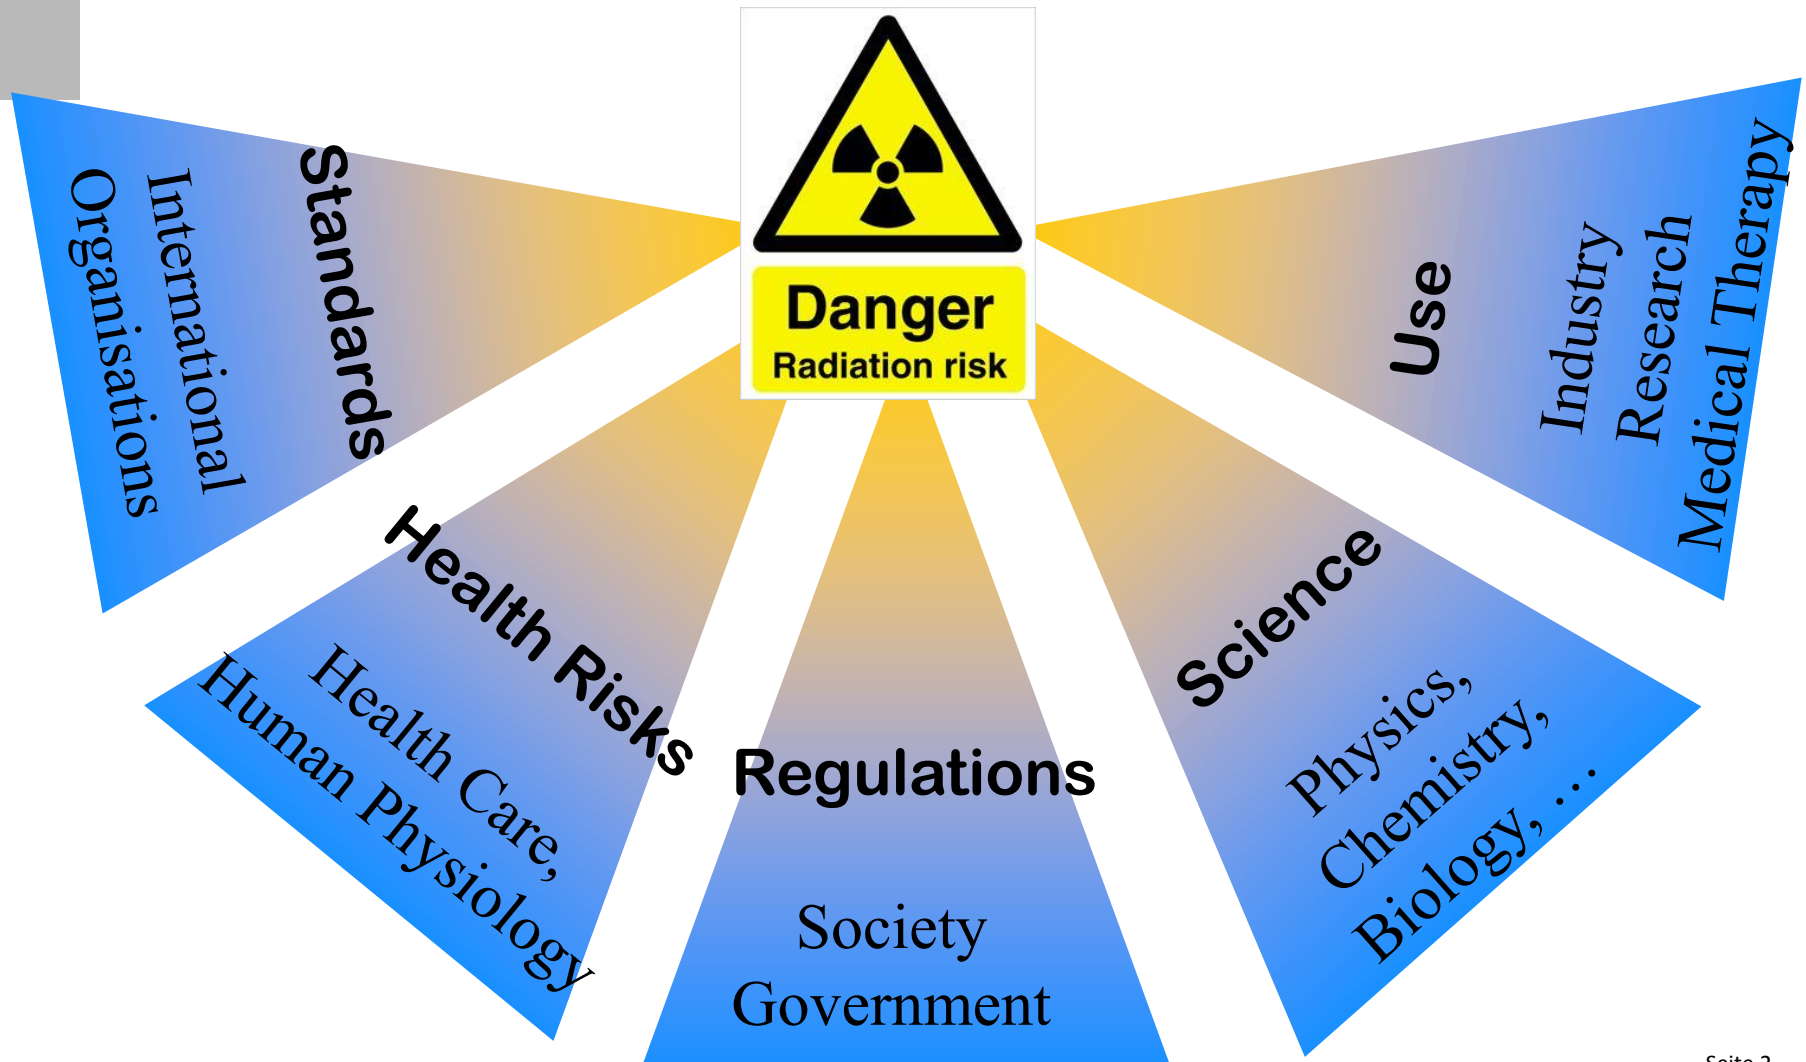 Danger
Radiation risk
Standards
International
Organisations
Health Risks
Health Care,
Human Physiology
Regulations
Society
Government
Science
Physics,
Chemistry,
Biology, …
Use
Industry
Research
Medical Therapy